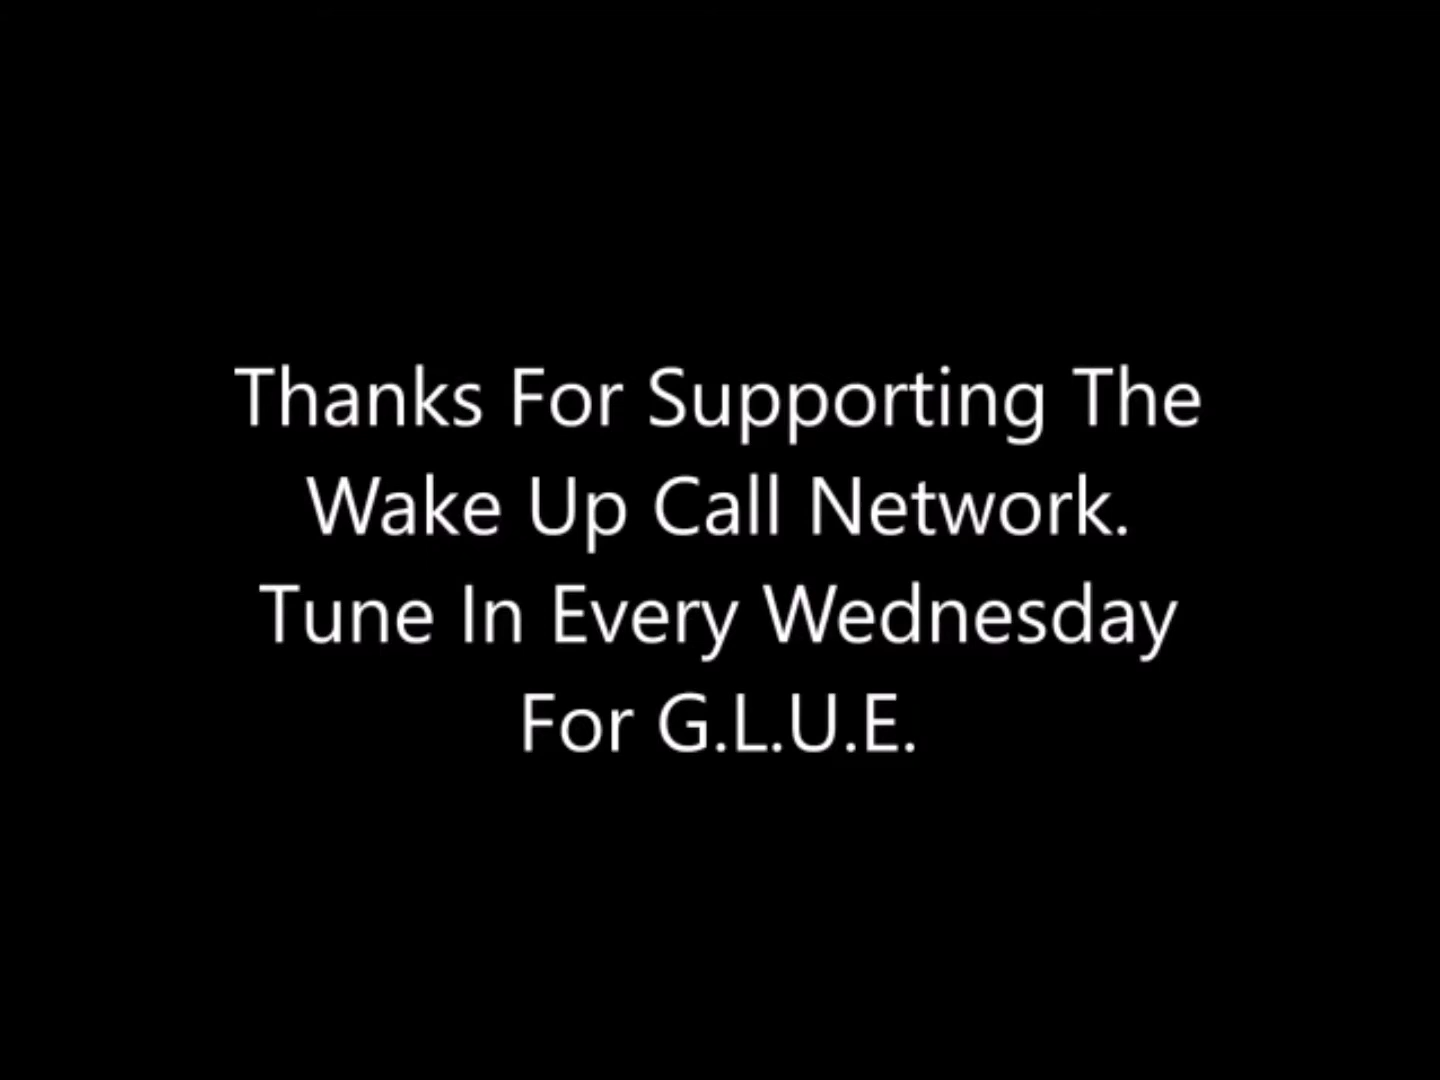 Thanks For Supporting The
Wake Up Call Network.
Tune In Every Wednesday
For G.L.U.E.